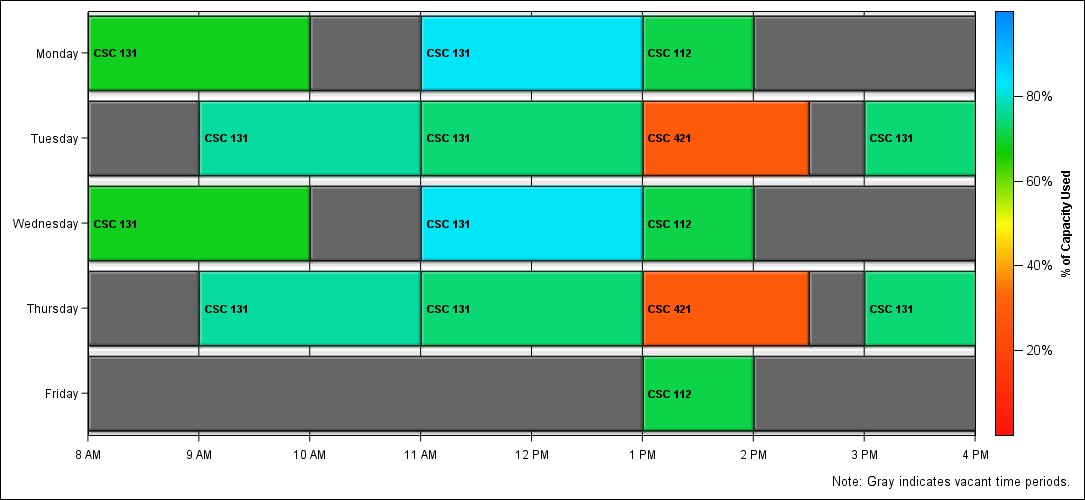 Monday
CSC 131
CSC 131
CSC 112
Tuesday
CSC 131
CSC 131
CSC 421
CSC 131
Wednesday
CSC 131
CSC 131
CSC 112
Thursday
CSC 131
CSC 131
CSC 421
CSC 131
Friday
CSC 112
8 AM
9 AM
10 AM
11 AM
12 PM
1 PM
2 PM
3 PM
4 PM
80%
60%
40%
20%
% of Capacity Used
Note: Gray indicates vacant time periods.